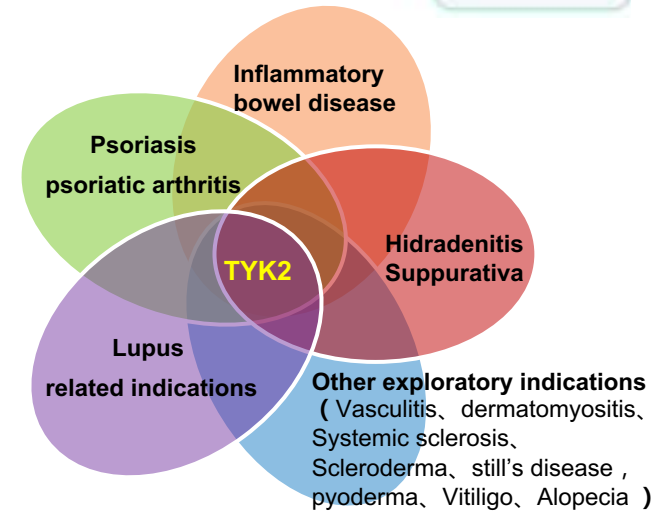 Inflammatory
bowel disease
Psoriasis
psoriatic arthritis
Hidradenitis
Suppurativa
TYK2
Lupus
related indications
Other exploratory indications
( Vasculitis、dermatomyositis、
Systemic sclerosis、
Scleroderma、still's disease ,
pyoderma、Vitiligo、Alopecia )